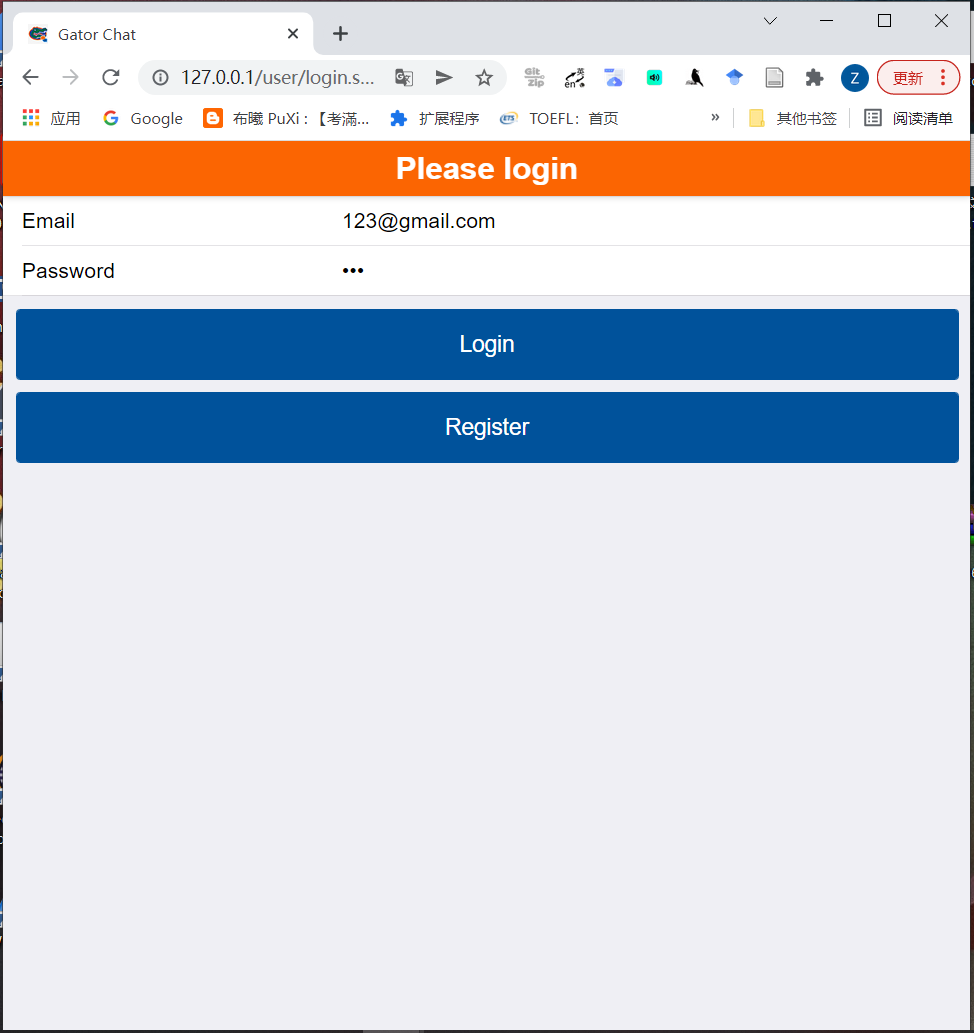 Gator Chat
127.0.0.1/user/login.s...
Z
更新
应用
Google
布曦 PuXi :【考滿...
扩展程序
TOEFL：首页
»
其他书签
阅读清单
Please login
Email
123@gmail.com
Password
•••
Login
Register